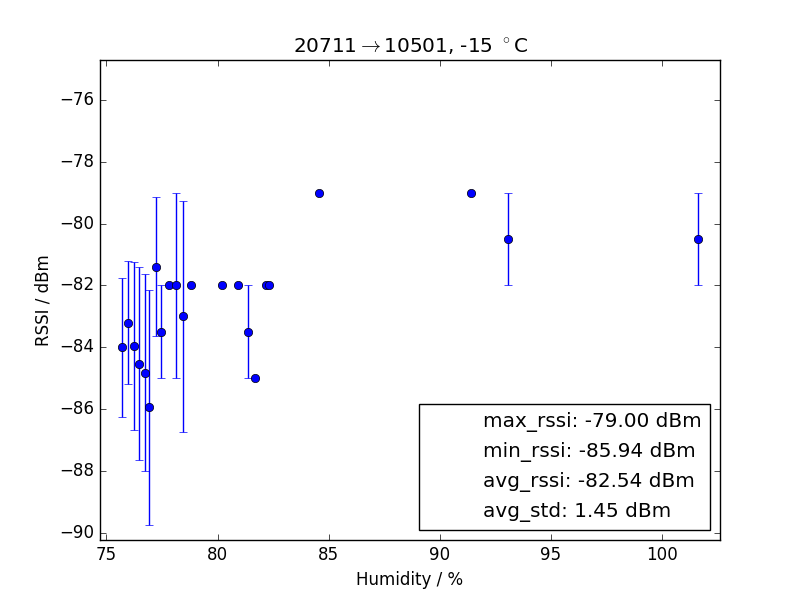 20711→10501, -15 °C
−76
−78
−80
−82
−84
−86
−88
−90
RSSI / dBm
max_rssi: -79.00 dBm
min_rssi: -85.94 dBm
avg_rssi: -82.54 dBm
avg_std: 1.45 dBm
75 80 85 90 95 100
Humidity / %